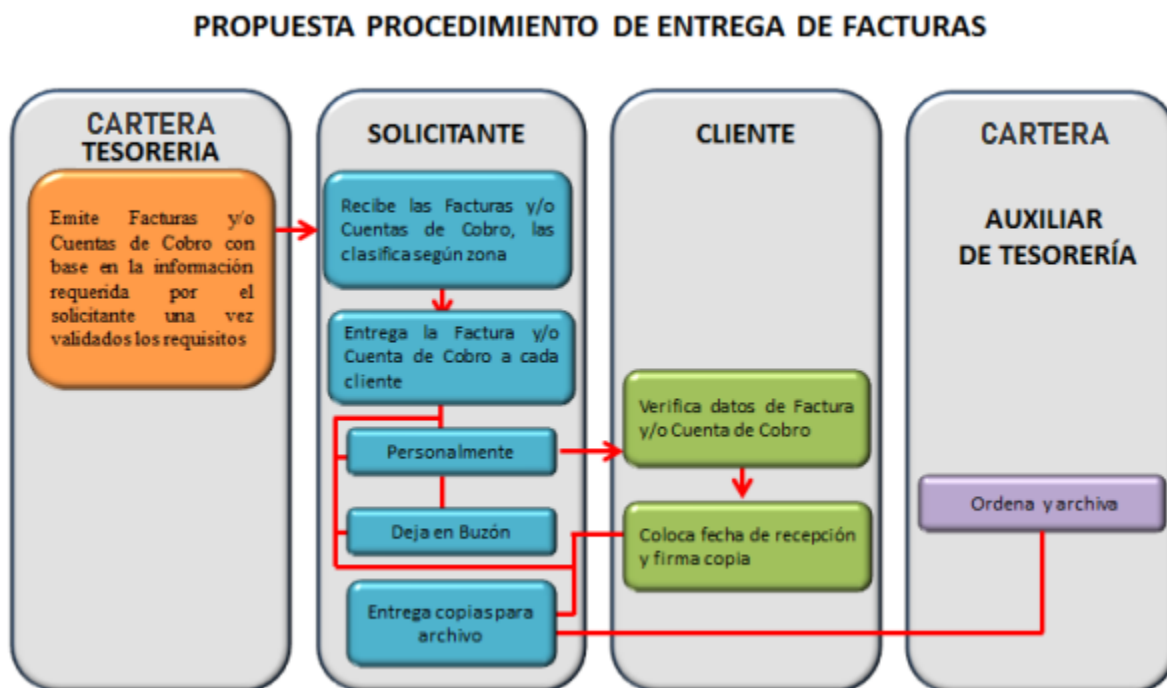 PROPUESTA PROCEDIMIENTO DE ENTREGA DE FACTURAS
CARTERA
TESORERIA
Emite Facturas y/o
Cuentas de Cobro con
base en la información
requerida por el
solicitante una vez
validados los requisitos
SOLICITANTE
Recibe las Facturas y/o
Cuentas de Cobro, las
clasifica según zona
Entrega la Factura y/o
Cuenta de Cobro a cada
cliente
Personalmente
Deja en Buzón
Entrega copias para
archivo
CLIENTE
Verifica datos de Factura
y/o Cuenta de Cobro
Coloca fecha de recepción
y firma copia
CARTERA
AUXILIAR
DE TESORERÍA
Ordena y archiva